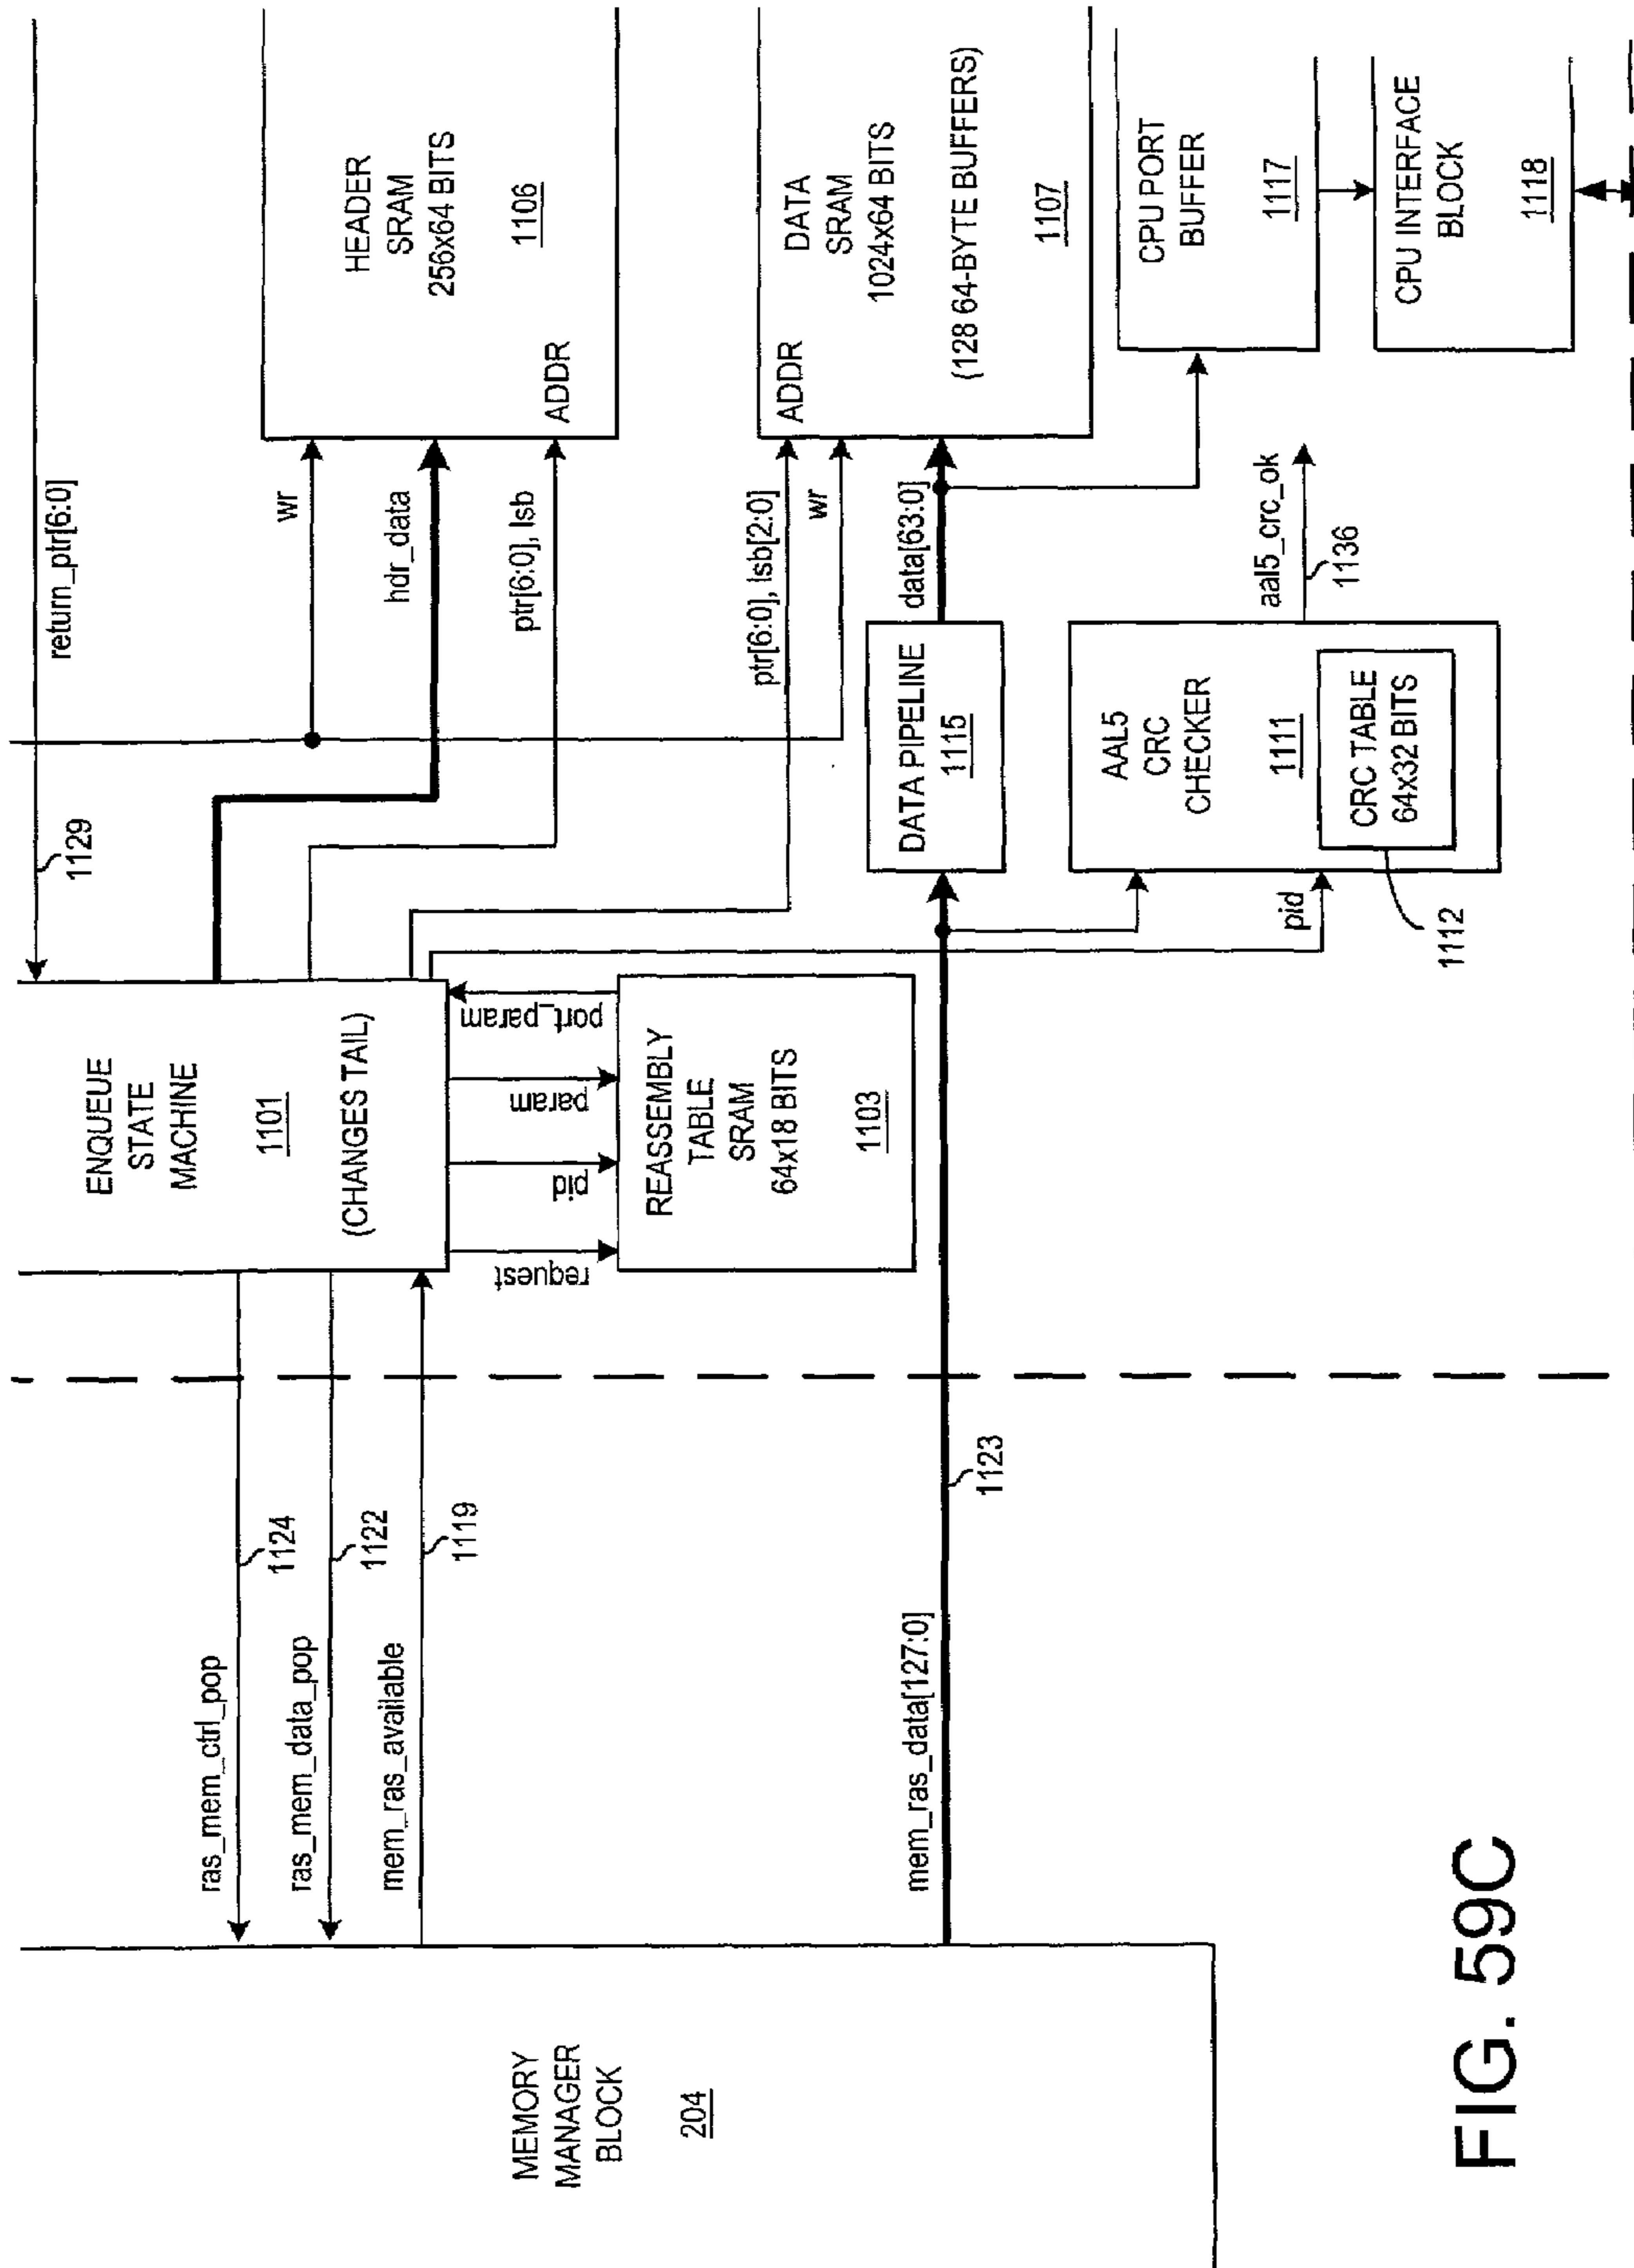 MEMORY
MANAGER
BLOCK
204
ras_mem_ctrl_pop
1124
ras_mem_data_pop
1122
mem_ras_available
1119
mem_ras_data[127:0]
1123
ENQUEUE
STATE
MACHINE
1101
(CHANGES TAIL)
request
pid
param
port_param
REASSEMBLY
TABLE
SRAM
64x18 BITS
1103
return_ptr[6:0]
1129
wr
hdr_data
ptr[6:0], lsb
HEADER
SRAM
256x64 BITS
1106
ADDR
ptr[6:0], lsb[2:0]
wr
ADDR
DATA
SRAM
1024x64 BITS
(128 64-BYTE BUFFERS)
1107
DATA PIPELINE
1115
data[63:0]
AAL5
CRC
CHECKER
1111
CRC TABLE
64x32 BITS
1112
pid
aal5_crc_ok
1136
CPU PORT
BUFFER
1117
CPU INTERFACE
BLOCK
1118
FIG. 59C